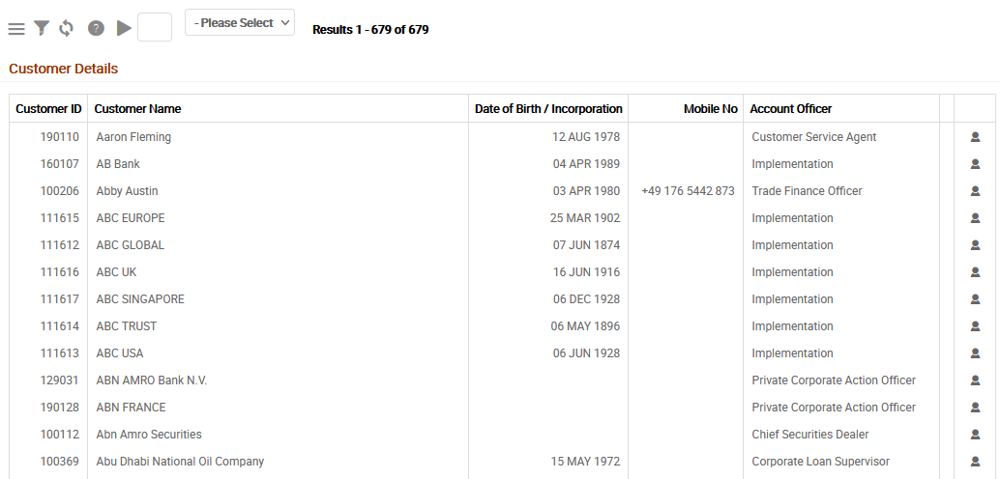 - Please Select
Results 1 - 679 of 679
Customer Details
Customer ID Customer Name Date of Birth / Incorporation Mobile No Account Officer
190110 Aaron Fleming 12 AUG 1978 Customer Service Agent
160107 AB Bank 04 APR 1989 Implementation
100206 Abby Austin 03 APR 1980 +49 176 5442 873 Trade Finance Officer
111615 ABC EUROPE 25 MAR 1902 Implementation
111612 ABC GLOBAL 07 JUN 1874 Implementation
111616 ABC UK 16 JUN 1916 Implementation
111617 ABC SINGAPORE 06 DEC 1928 Implementation
111614 ABC TRUST 06 MAY 1896 Implementation
111613 ABC USA 06 JUN 1928 Implementation
129031 ABN AMRO Bank N.V. Private Corporate Action Officer
190128 ABN FRANCE Private Corporate Action Officer
100112 Abn Amro Securities Chief Securities Dealer
100369 Abu Dhabi National Oil Company 15 MAY 1972 Corporate Loan Supervisor